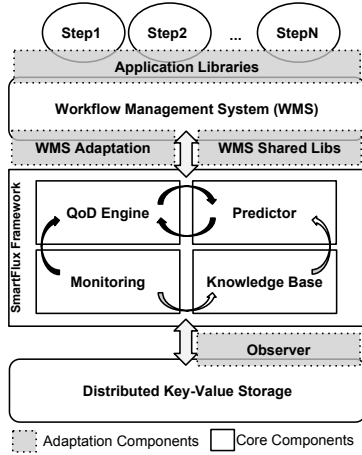 Step1 Step2 ... StepN
Application Libraries
Workflow Management System (WMS)
WMS Adaptation WMS Shared Libs
SmartFlux Framework
QoD Engine Predictor
Monitoring Knowledge Base
Observer
Distributed Key-Value Storage
Adaptation Components Core Components